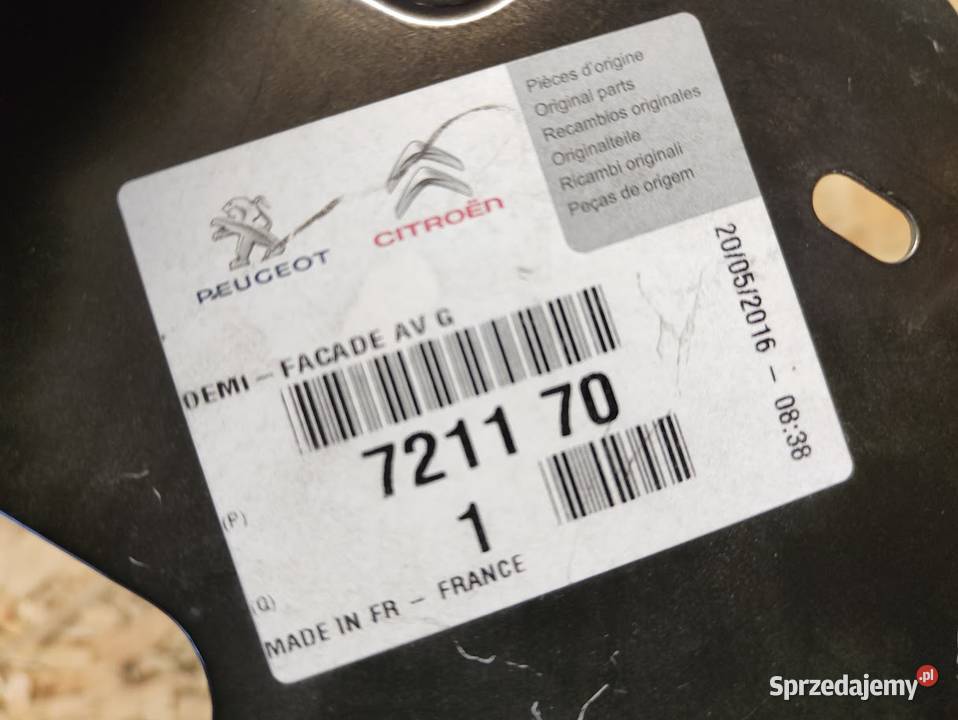 Pièces d'origine
Original parts
Recambios originales
Originalteile
Ricambi originali
Peças de origem
PEUGEOT
CITROËN
20/05/2016 - 08:38
DEMI - FACADE AV G
7211 70
(P)
1
(Q)
MADE IN FR - FRANCE
Sprzedajemy.pl